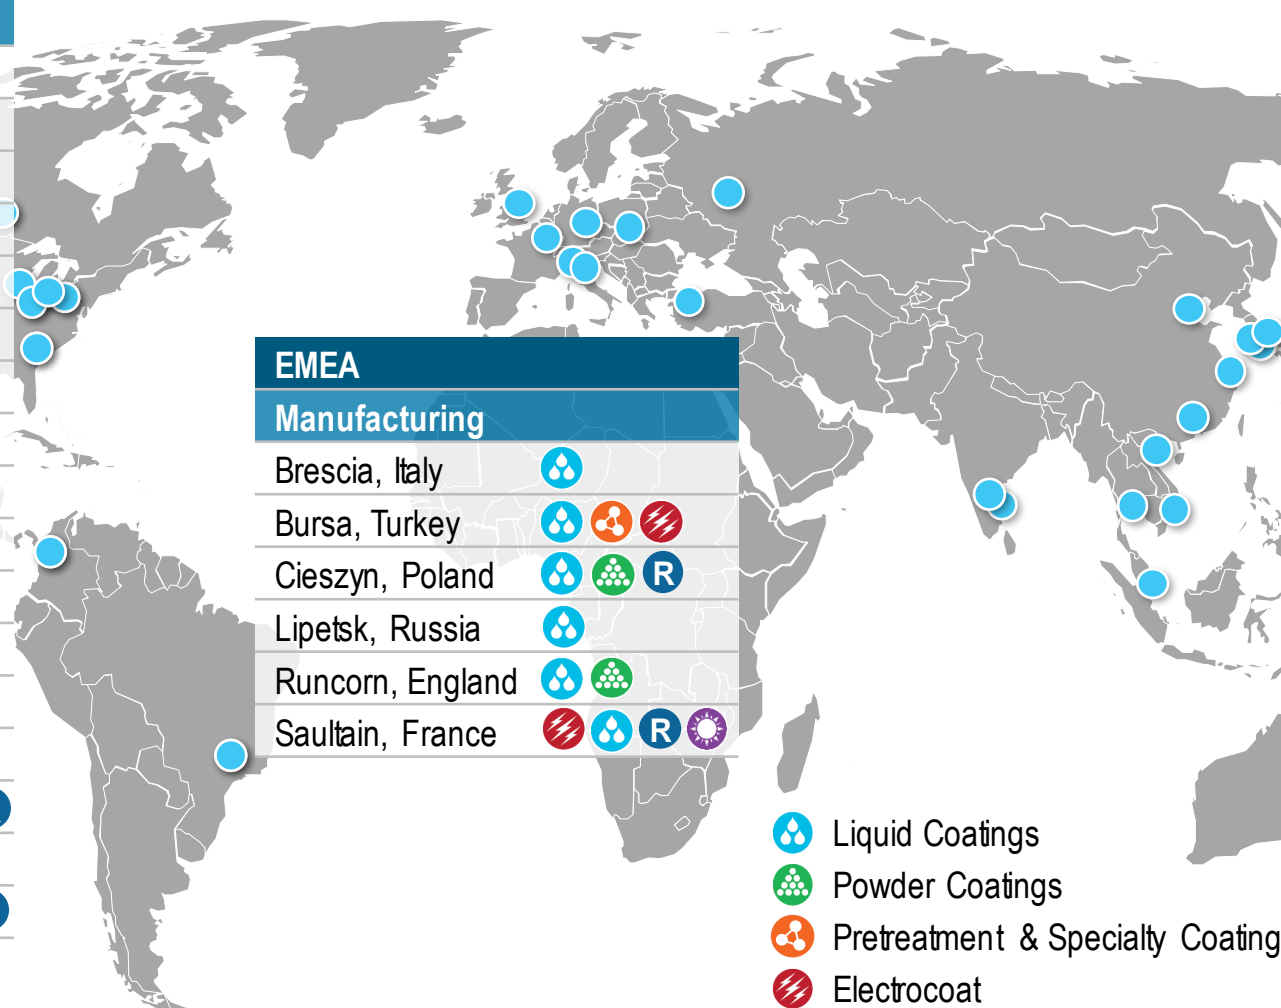 EMEA
Manufacturing
Brescia, Italy
Bursa, Turkey
Cieszyn, Poland R
Lipetsk, Russia
Runcorn, England
Saultain, France R
Liquid Coatings
Powder Coatings
Pretreatment & Specialty Coating
Electrocoat